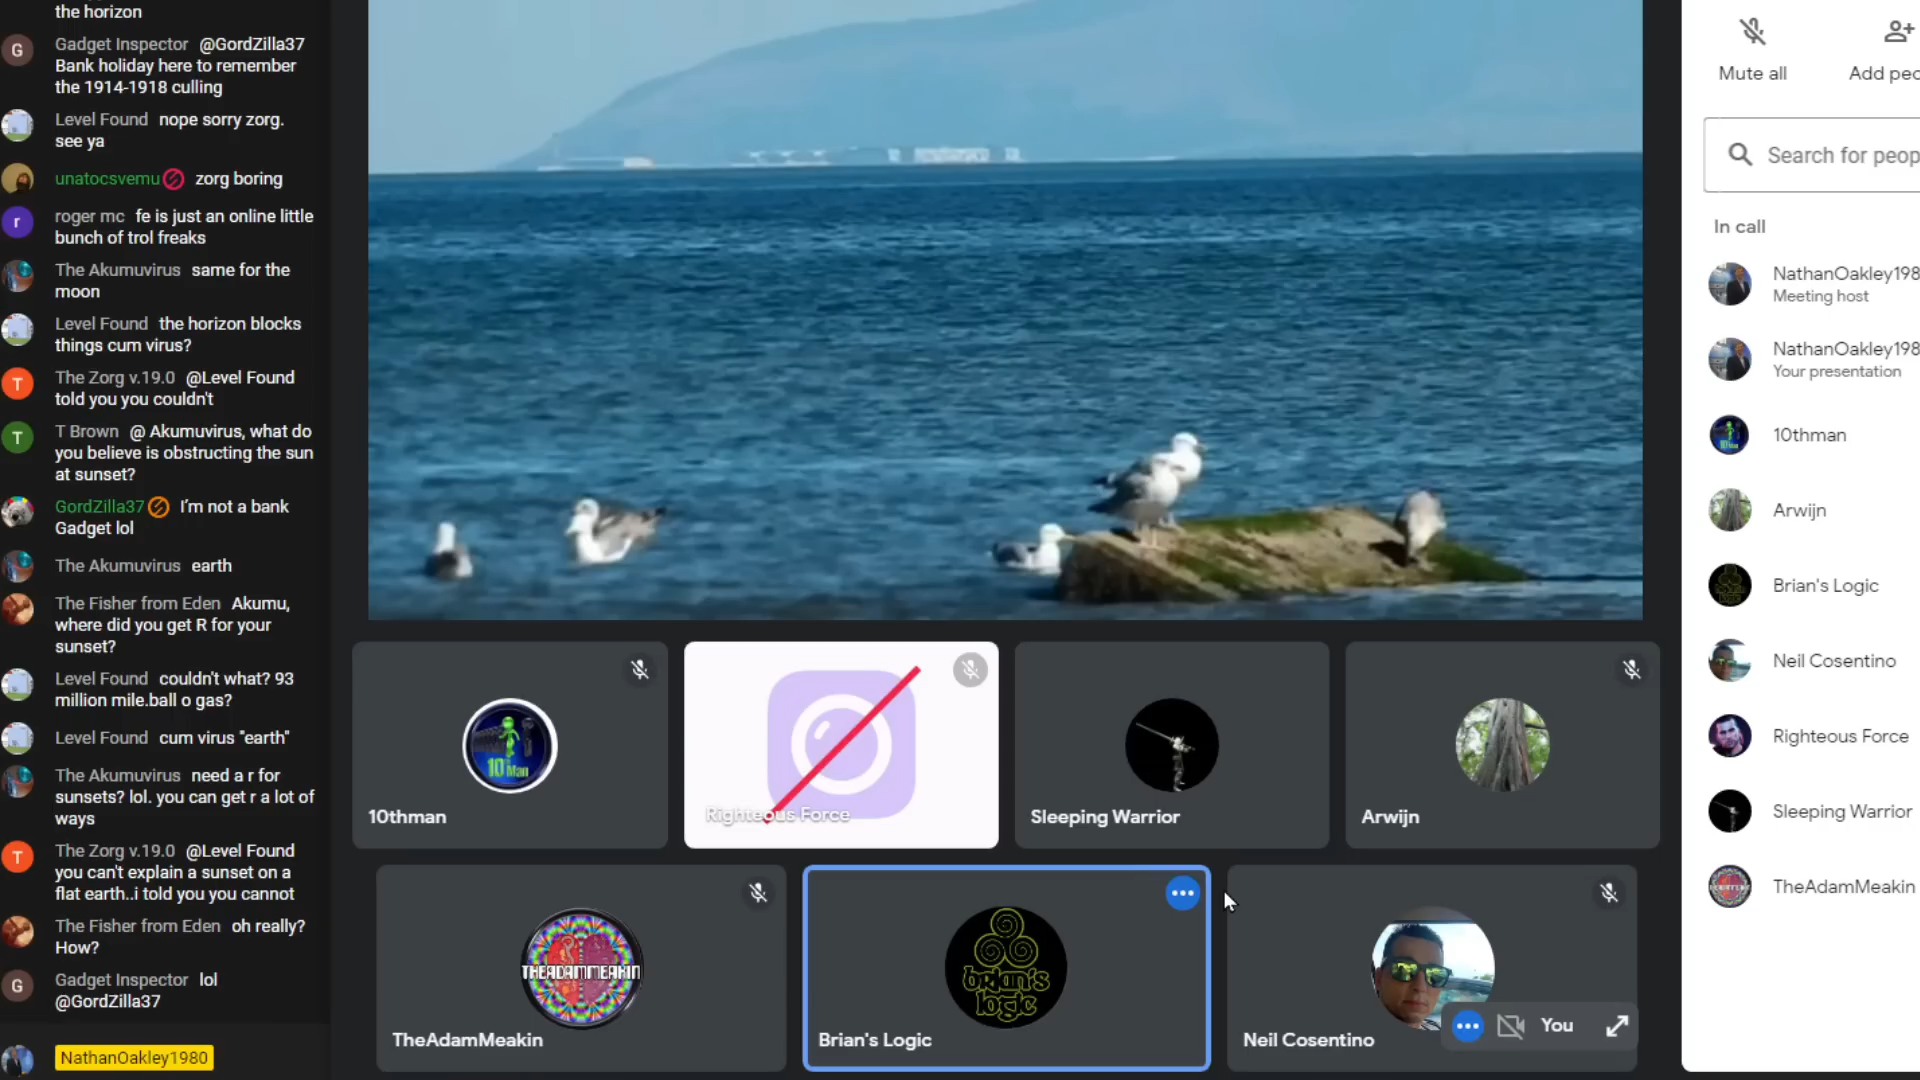 the horizon
G
Gadget Inspector @GordZilla37
Bank holiday here to remember
the 1914-1918 culling
Level Found nope sorry zorg.
see ya
unatocsvemu zorg boring
r
roger mc fe is just an online little
bunch of trol freaks
The Akumuvirus same for the
moon
Level Found the horizon blocks
things cum virus?
T
The Zorg v.19.0 @Level Found
told you you couldn't
T
T Brown @ Akumuvirus, what do
you believe is obstructing the sun
at sunset?
GordZilla37 I'm not a bank
Gadget lol
The Akumuvirus earth
The Fisher from Eden Akumu,
where did you get R for your
sunset?
Level Found couldn't what? 93
million mile.ball o gas?
Level Found cum virus "earth"
The Akumuvirus need a r for
sunsets? lol. you can get r a lot of
ways
T
The Zorg v.19.0 @Level Found
you can't explain a sunset on a
flat earth..i told you you cannot
The Fisher from Eden oh really?
How?
G
Gadget Inspector lol
@GordZilla37
NathanOakley1980
10th Man
10thman
Righteous Force
Sleeping Warrior
Arwijn
THEADAMMEAKIN
TheAdamMeakin
brian's
logic
Brian's Logic
Neil Cosentino
You
Mute all
Add peo
Search for peop
In call
NathanOakley198
Meeting host
NathanOakley198
Your presentation
10thman
Arwijn
Brian's Logic
Neil Cosentino
Righteous Force
Sleeping Warrior
TheAdamMeakin